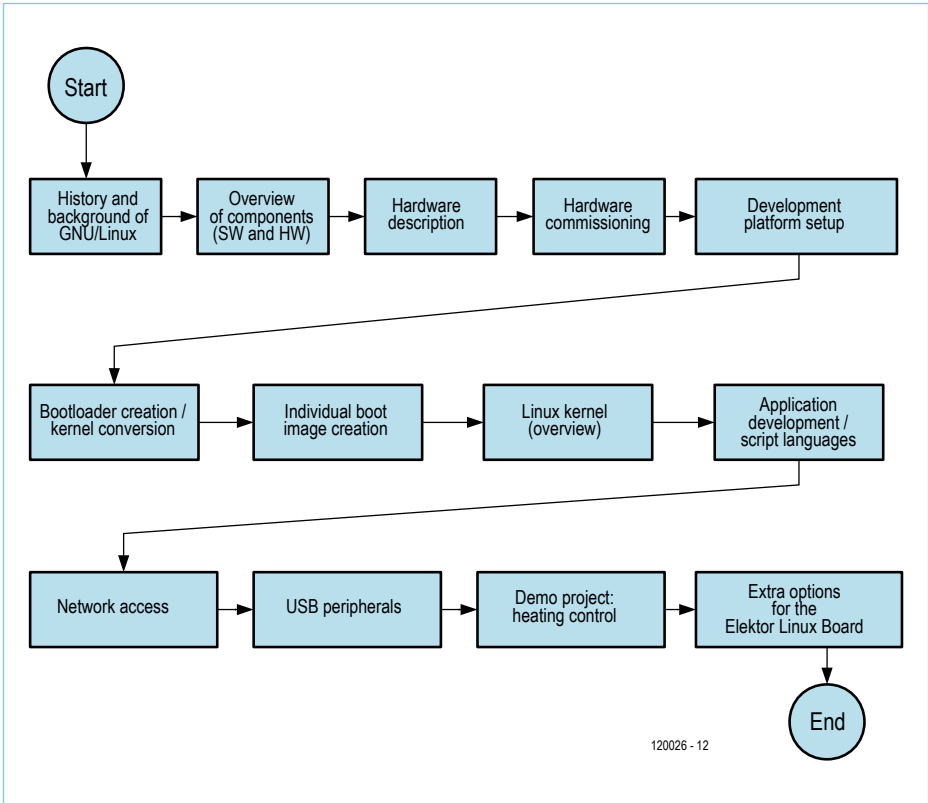 Start
History and
background of
GNU/Linux
Overview
of components
(SW and HW)
Hardware
description
Hardware
commissioning
Development
platform setup
Bootloader creation /
kernel conversion
Individual boot
image creation
Linux kernel
(overview)
Application
development /
script languages
Network access
USB peripherals
Demo project:
heating control
Extra options
for the
Elektor Linux Board
End
120026 - 12